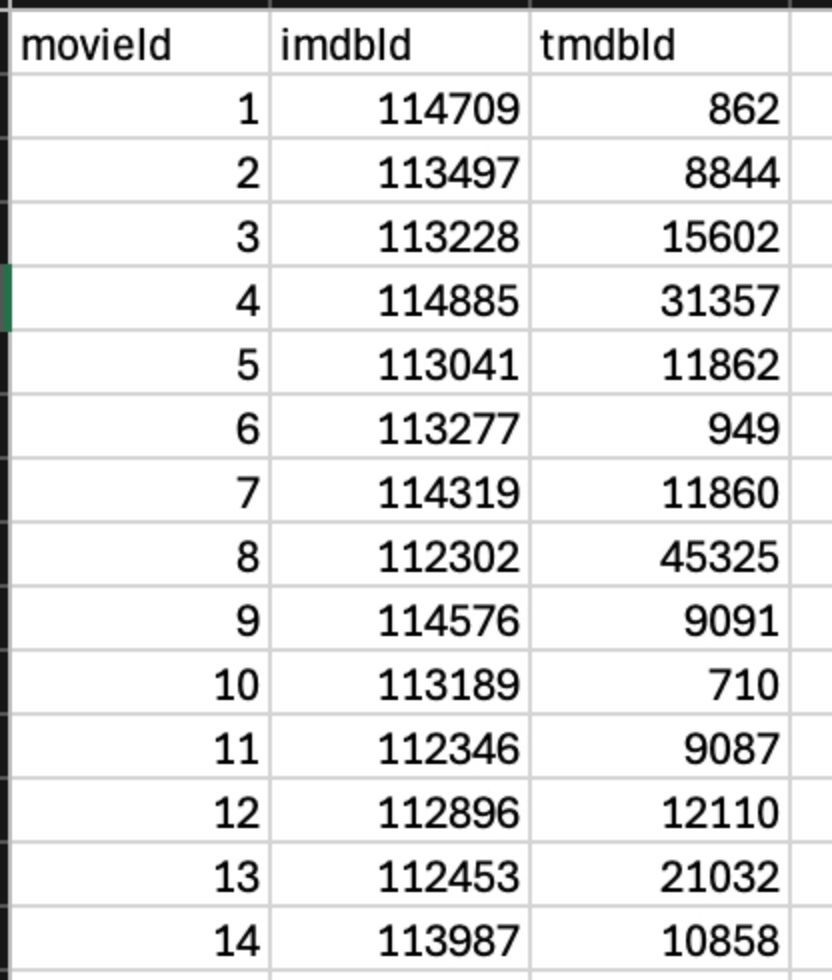 movieId imdbId tmdbId
1 114709 862
2 113497 8844
3 113228 15602
4 114885 31357
5 113041 11862
6 113277 949
7 114319 11860
8 112302 45325
9 114576 9091
10 113189 710
11 112346 9087
12 112896 12110
13 112453 21032
14 113987 10858